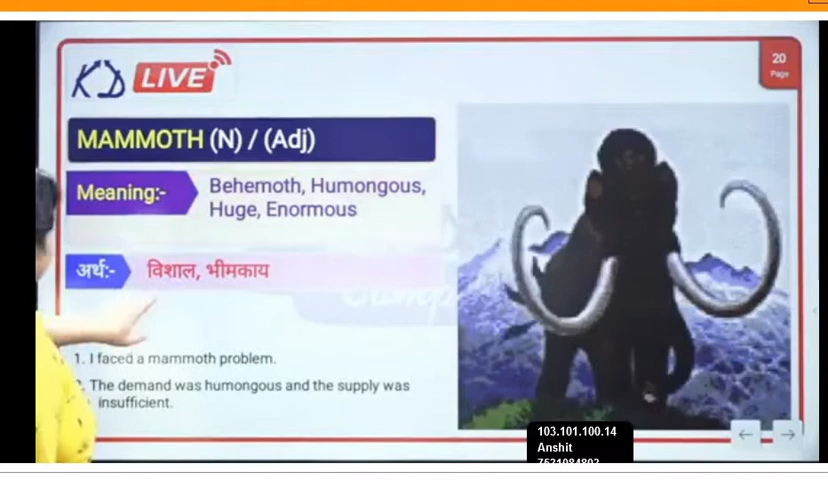 KD LIVE
20
Page
MAMMOTH (N) / (Adj)
Meaning:- Behemoth, Humongous,
Huge, Enormous
अर्थ:- विशाल, भीमकाय
1. I faced a mammoth problem.
. The demand was humongous and the supply was
insufficient.
103.101.100.14
Anshit